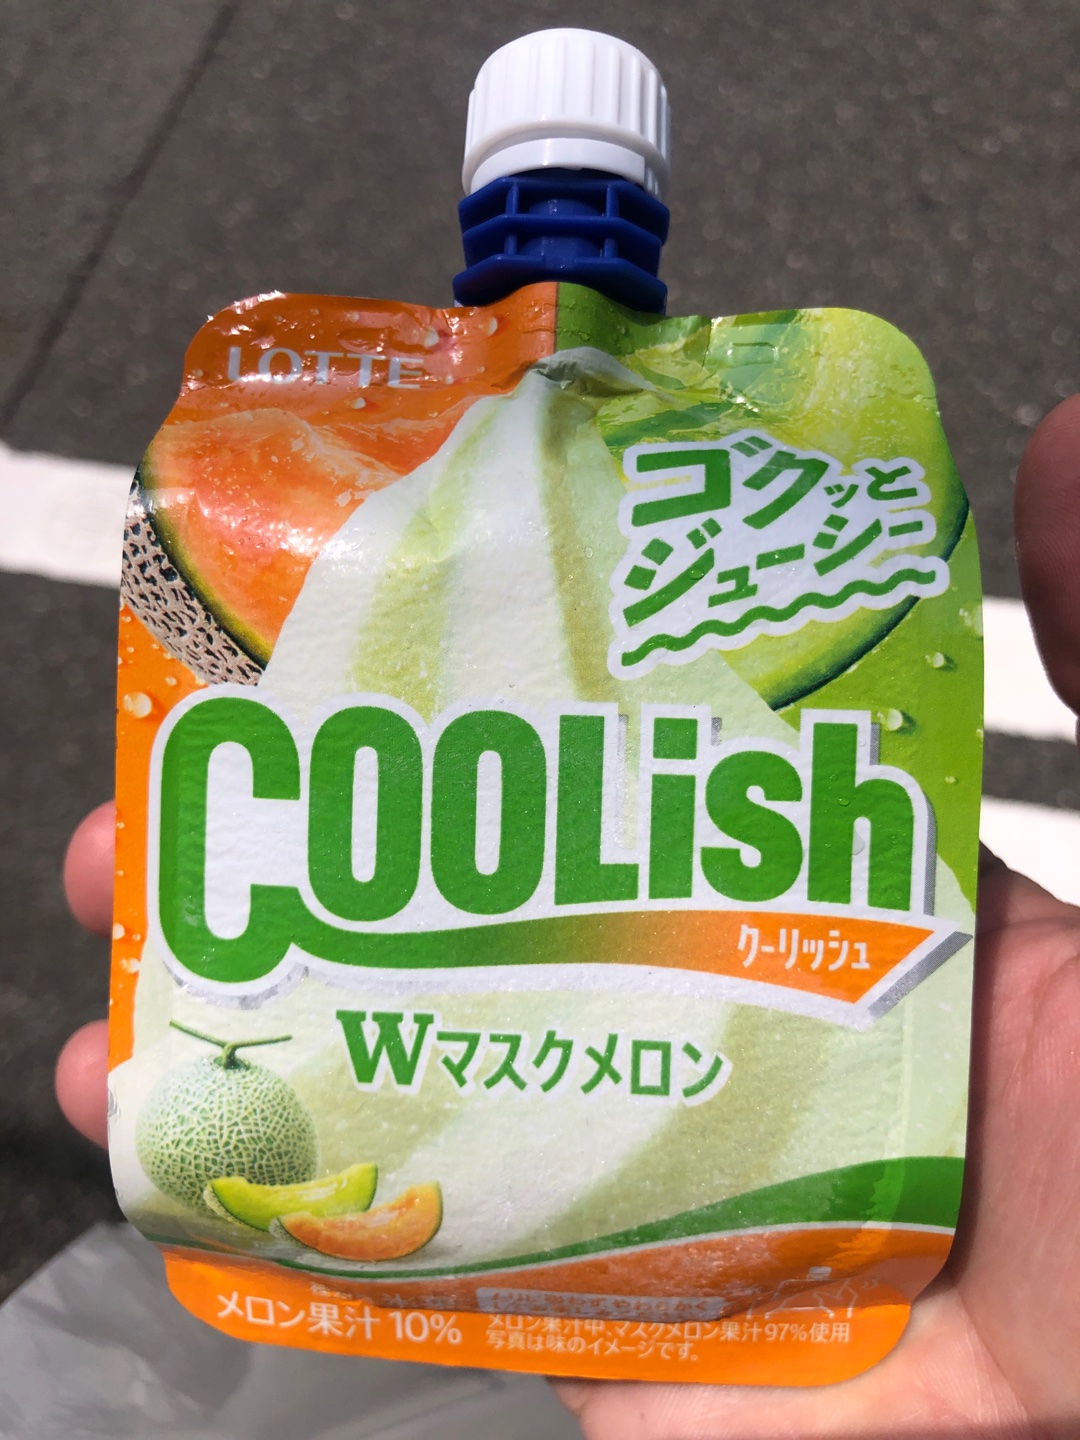 LOTTE
ゴクッと
ジューシー
COOLish
クーリッシュ
Wマスクメロン
メロン果汁 10%
メロン果汁中、マスクメロン果汁97%使用
写真は味のイメージです。